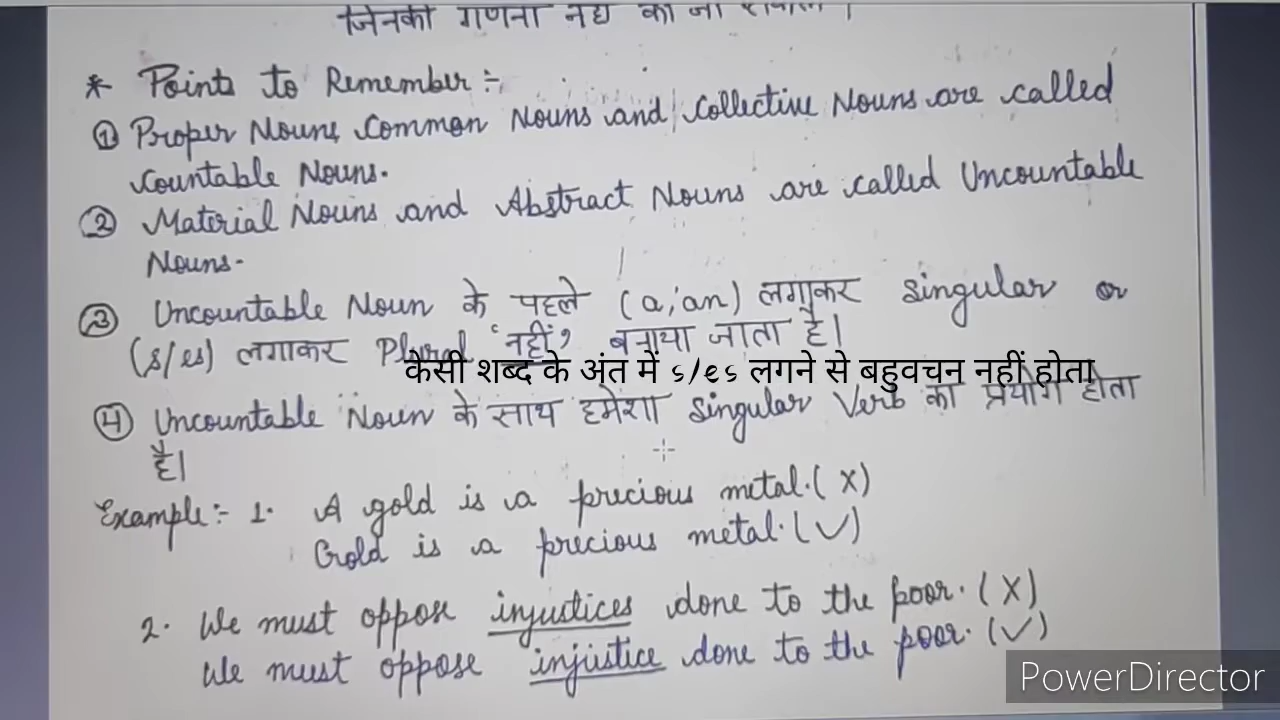 जिनकी गणना नहीं की जा सकती।
* Points to Remember :-
① Proper Nouns, Common Nouns and Collective Nouns are called
Countable Nouns.
② Material Nouns and Abstract Nouns are called Uncountable
Nouns.
③ Uncountable Noun के पहले (a, an) लगाकर singular or
(s/es) लगाकर Plural 'नहीं' बनाया जाता है।
केसी शब्द के अंत में s/es लगने से बहुवचन नहीं होता
④ Uncountable Noun के साथ हमेशा singular Verb का प्रयोग होता
है।
Example :- 1. A gold is a precious metal. (X)
Gold is a precious metal. (✓)
2. We must oppose injustices done to the poor. (X)
We must oppose injustice done to the poor. (✓)
PowerDirector